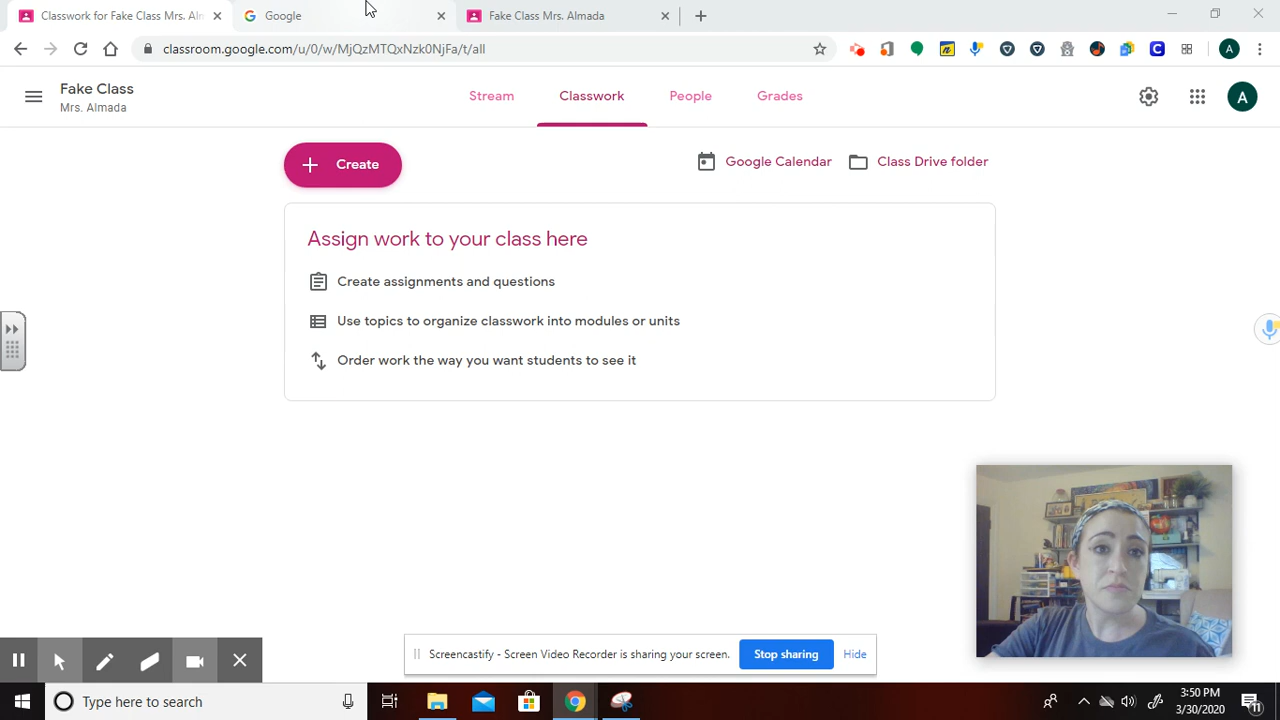 Classwork for Fake Class Mrs. Alm
Google
Fake Class Mrs. Almada
classroom.google.com/u/0/w/MjQzMTQxNzk0NjFa/t/all
Fake Class
Mrs. Almada
Stream
Classwork
People
Grades
A
A
Create
Google Calendar
Class Drive folder
Assign work to your class here
Create assignments and questions
Use topics to organize classwork into modules or units
Order work the way you want students to see it
Screencastify - Screen Video Recorder is sharing your screen.
Stop sharing
Hide
Type here to search
3:50 PM
3/30/2020
11